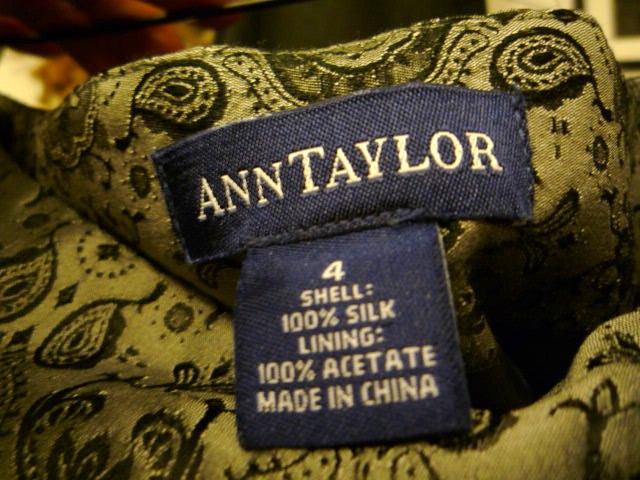 ANNTAYLOR
4
SHELL:
100% SILK
LINING:
100% ACETATE
MADE IN CHINA